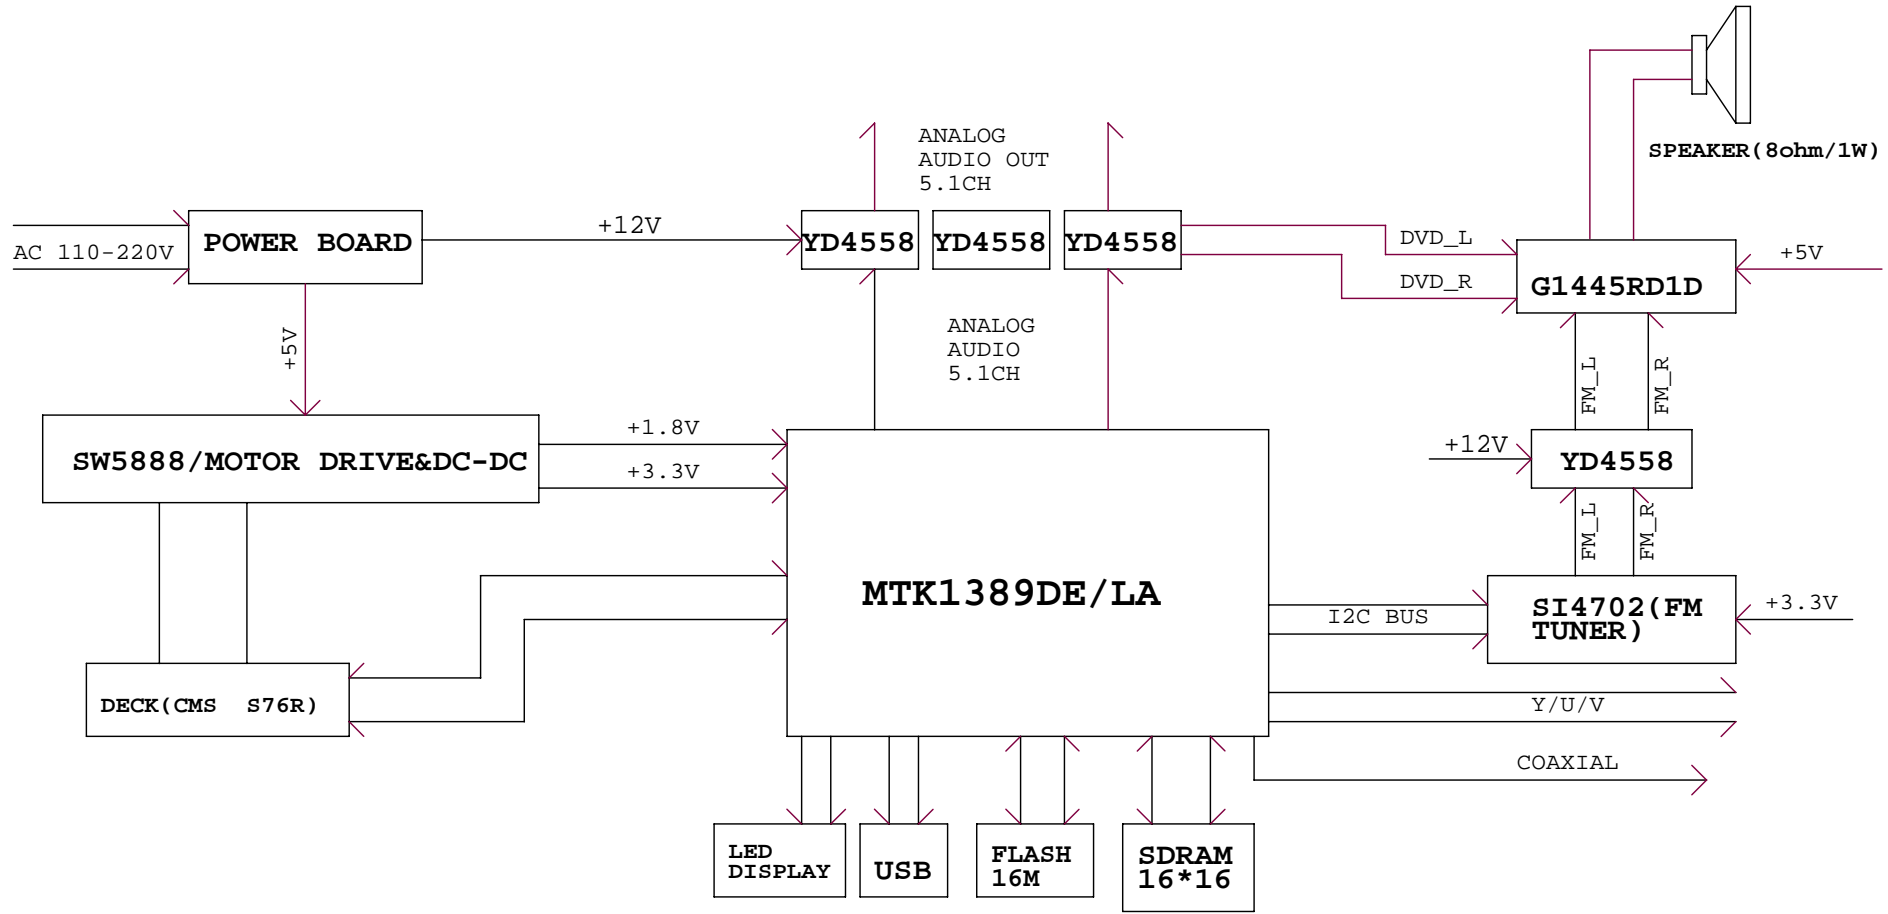 ANALOG
AUDIO OUT
5.1CH
SPEAKER(8ohm/1W)
AC 110-220V
POWER BOARD
+12V
YD4558
YD4558
YD4558
DVD_L
DVD_R
G1445RD1D
+5V
+5V
ANALOG
AUDIO
5.1CH
FM_L
FM_R
SW5888/MOTOR DRIVE&DC-DC
+1.8V
+3.3V
+12V
YD4558
FM_L
FM_R
MTK1389DE/LA
I2C BUS
SI4702(FM
TUNER)
+3.3V
DECK(CMS S76R)
Y/U/V
COAXIAL
LED
DISPLAY
USB
FLASH
16M
SDRAM
16*16